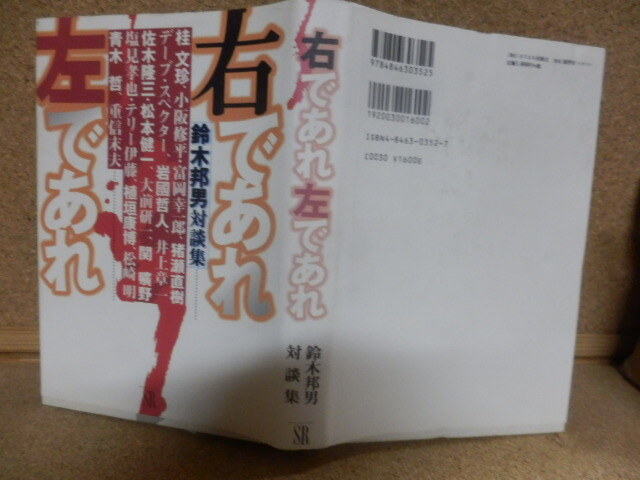 右であれ
左であれ
鈴木邦男対談集
桂 文珍、小阪修平・富岡幸一郎、猪瀬直樹
デーブ・スペクター、岩國哲人、井上章一
佐木隆三・松本健一、大前研一、関 曠野
塩見孝也・テリー伊藤、植垣康博、松崎 明
青木 哲、重信末夫
SR
右であれ左であれ
鈴木邦男
対談集
SR
9784846303525
1920030016002
ISBN4-8463-0352-7
C0030 ¥1600E